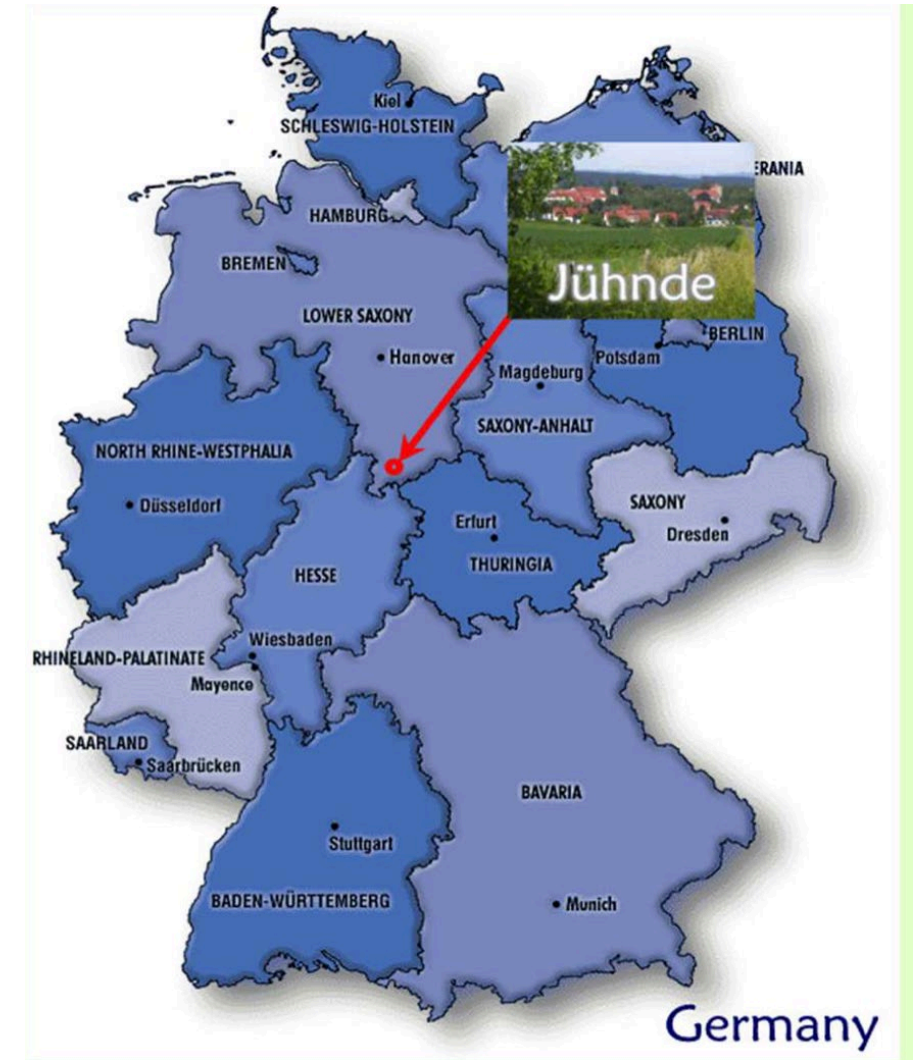 Kiel
SCHLESWIG-HOLSTEIN
ERANIA
HAMBURG
BREMEN
Jühnde
LOWER SAXONY
BERLIN
Hanover
Potsdam
Magdeburg
SAXONY-ANHALT
NORTH RHINE-WESTPHALIA
SAXONY
Düsseldorf
Erfurt
Dresden
THURINGIA
HESSE
Wiesbaden
RHINELAND-PALATINATE
Mayence
SAARLAND
Saarbrücken
BAVARIA
Stuttgart
BADEN-WÜRTTEMBERG
Munich
Germany